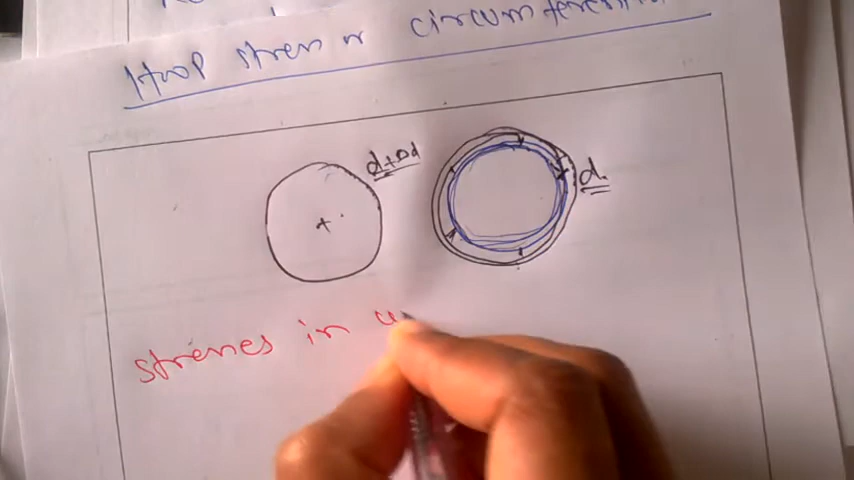 Hoop stress or circumferential
d+Δd
d.
stresses in